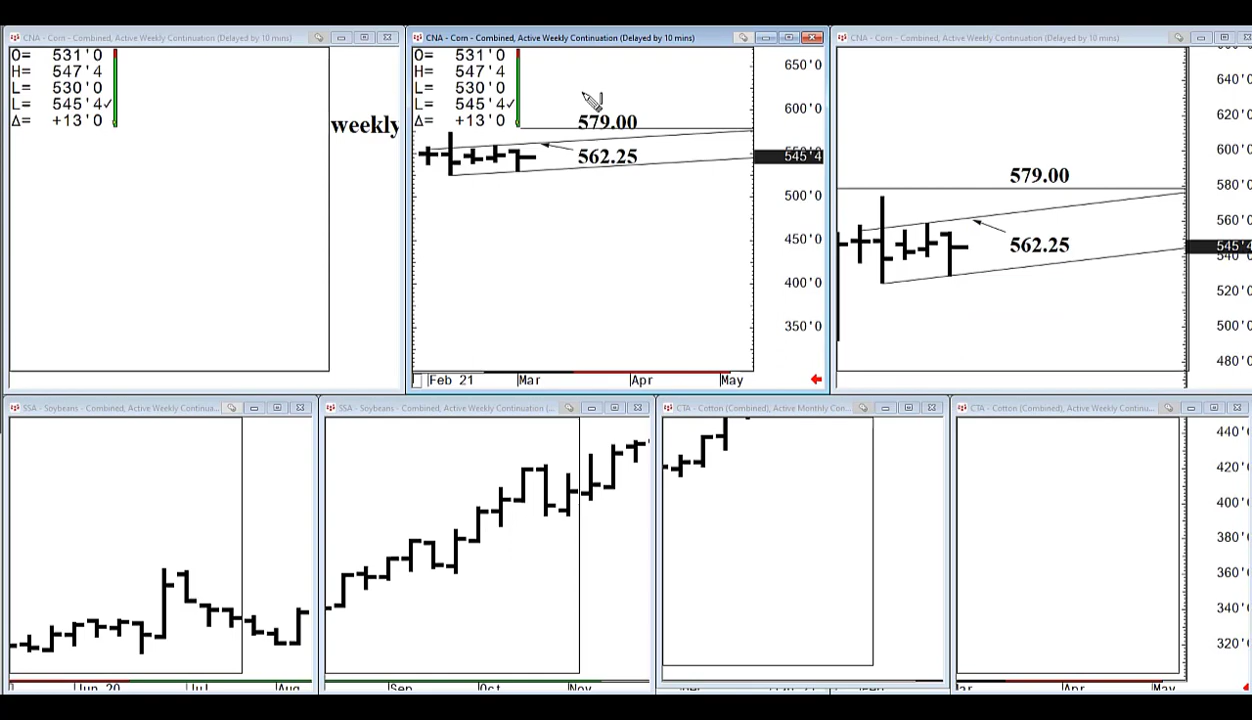 CNA - Corn - Combined, Active Weekly Continuation (Delayed by 10 mins)
O= 531'0
H= 547'4
L= 530'0
L= 545'4✓
Δ= +13'0
weekly
CNA - Corn - Combined, Active Weekly Continuation (Delayed by 10 mins)
O= 531'0
H= 547'4
L= 530'0
L= 545'4✓
Δ= +13'0
579.00
562.25
650'0
600'0
545'4
500'0
450'0
400'0
350'0
Feb 21
Mar
Apr
May
CNA - Corn - Combined, Active Weekly Continuation (Delayed by 10 mins)
579.00
562.25
640'0
620'0
600'0
580'0
560'0
545'4
540'0
520'0
500'0
480'0
SSA - Soybeans - Combined, Active Weekly Continua...
Jun 20
Jul
Aug
SSA - Soybeans - Combined, Active Weekly Continuation (...
Sep
Oct
Nov
CTA - Cotton (Combined), Active Monthly Con...
CTA - Cotton (Combined), Active Weekly Continu...
440'0
420'0
400'0
380'0
360'0
340'0
320'0
Apr
May